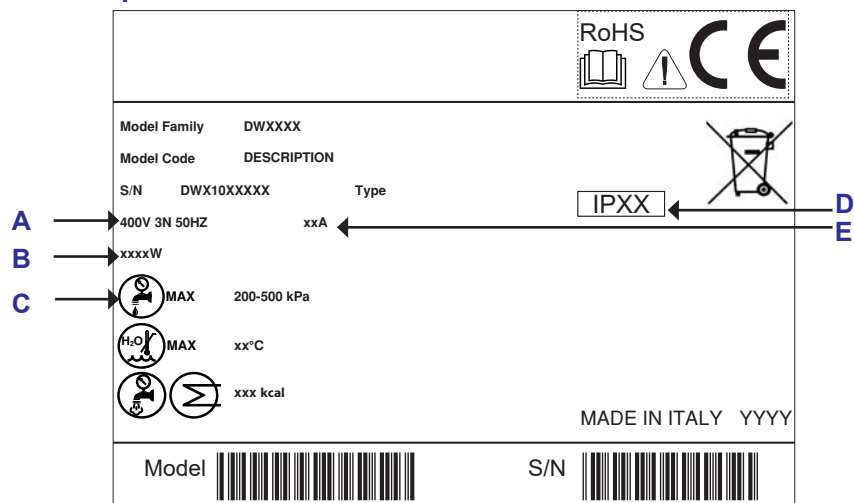 RoHS
CE
Model Family DWXXXX
Model Code DESCRIPTION
S/N DWX10XXXXX Type
IPXX
D
A
400V 3N 50HZ xxA
E
B
xxxxW
C
MAX 200-500 kPa
H₂O MAX xx°C
xxx kcal
MADE IN ITALY YYYY
Model S/N